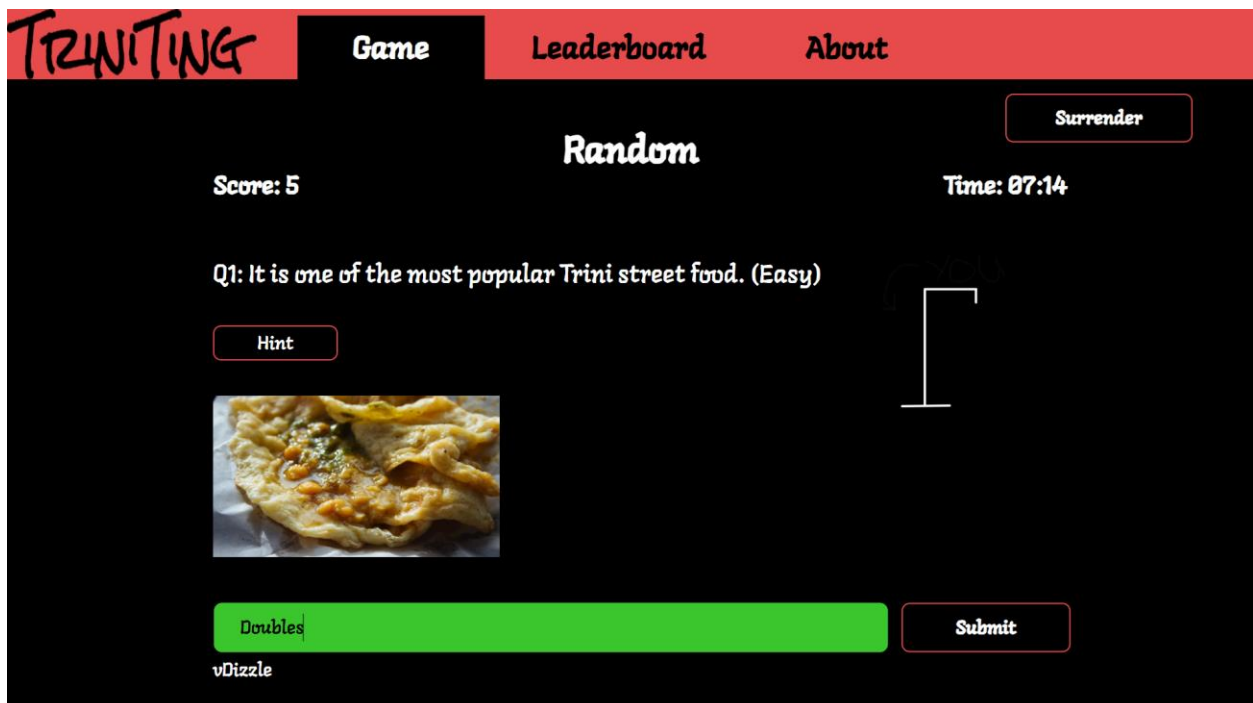 TRINITING Game Leaderboard About
Surrender
Random
Score: 5 Time: 07:14
Q1: It is one of the most popular Trini street food. (Easy)
Hint
Doubles Submit
vDizzle